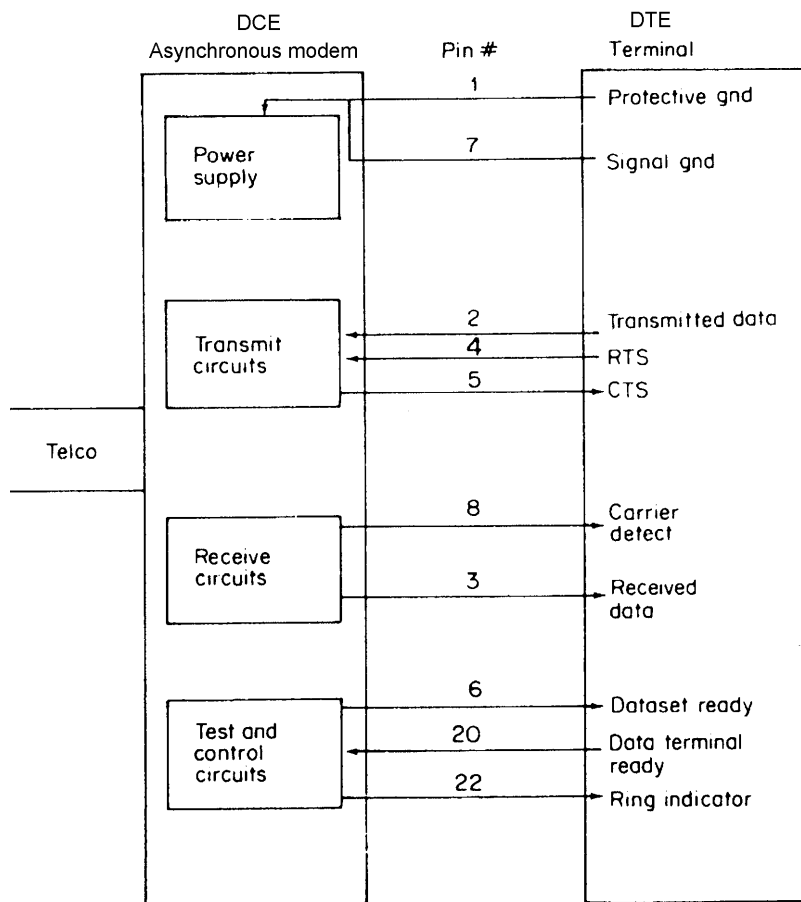 DCE
Asynchronous modem
Pin #
DTE
Terminal
1
Protective gnd
Power
supply
7
Signal gnd
Transmit
circuits
2
Transmitted data
4
RTS
5
CTS
Telco
Receive
circuits
8
Carrier
detect
3
Received
data
Test and
control
circuits
6
Dataset ready
20
Data terminal
ready
22
Ring indicator